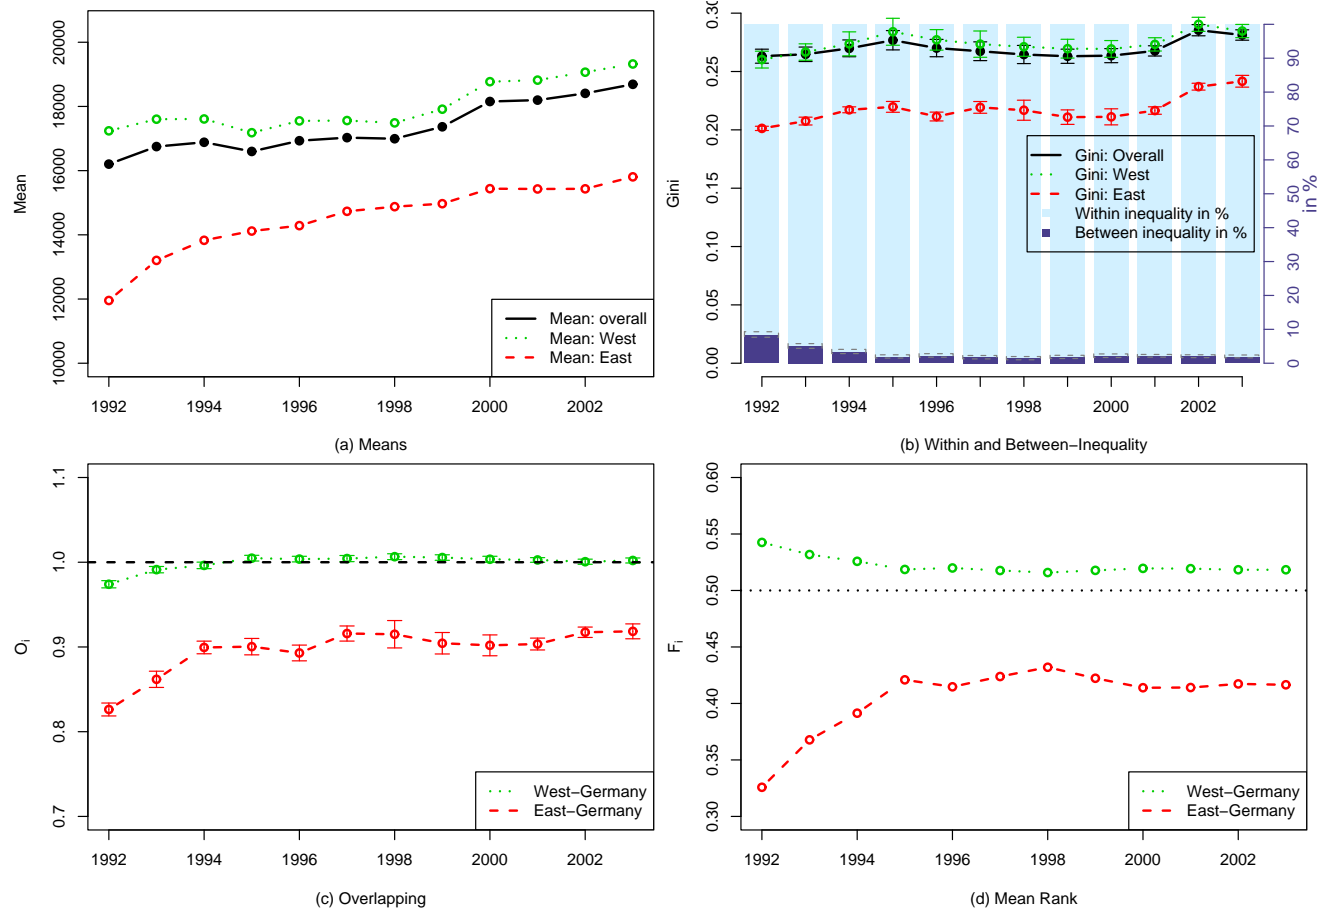 20000
18000
16000
14000
12000
10000
Mean
Mean: overall
Mean: West
Mean: East
1992 1994 1996 1998 2000 2002
(a) Means
0.30
0.25
0.20
0.15
0.10
0.05
0.00
Gini
Gini: Overall
Gini: West
Gini: East
Within inequality in %
Between inequality in %
90
80
70
60
50
40
30
20
10
0
in %
1992 1994 1996 1998 2000 2002
(b) Within and Between−Inequality
1.1
1.0
0.9
0.8
0.7
Oi
West−Germany
East−Germany
1992 1994 1996 1998 2000 2002
(c) Overlapping
0.60
0.55
0.50
0.45
0.40
0.35
0.30
Fi
West−Germany
East−Germany
1992 1994 1996 1998 2000 2002
(d) Mean Rank